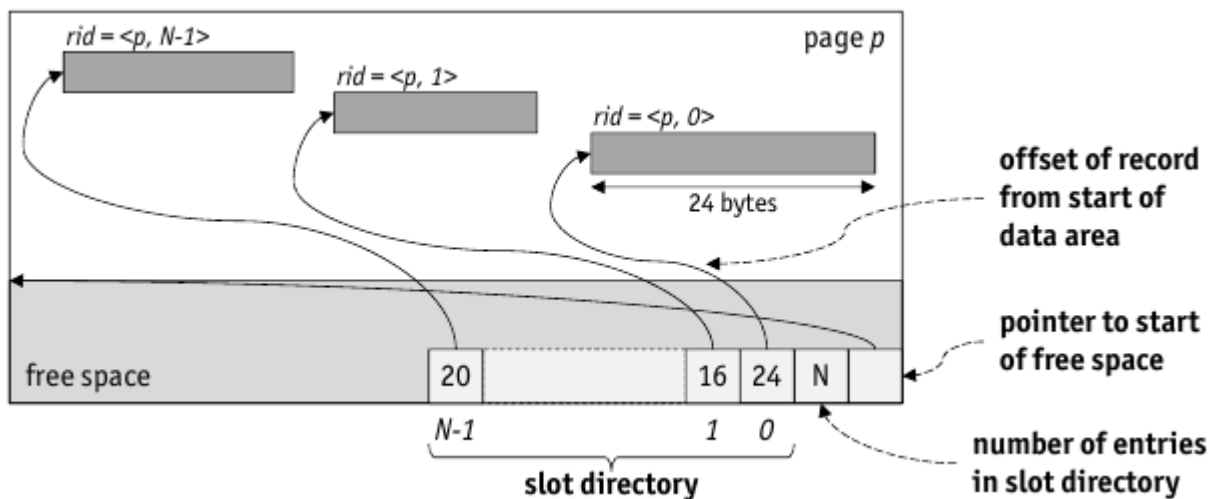 rid = <p, N-1>
page p
rid = <p, 1>
rid = <p, 0>
24 bytes
offset of record
from start of
data area
pointer to start
of free space
free space
20
16
24
N
N-1
1
0
slot directory
number of entries
in slot directory